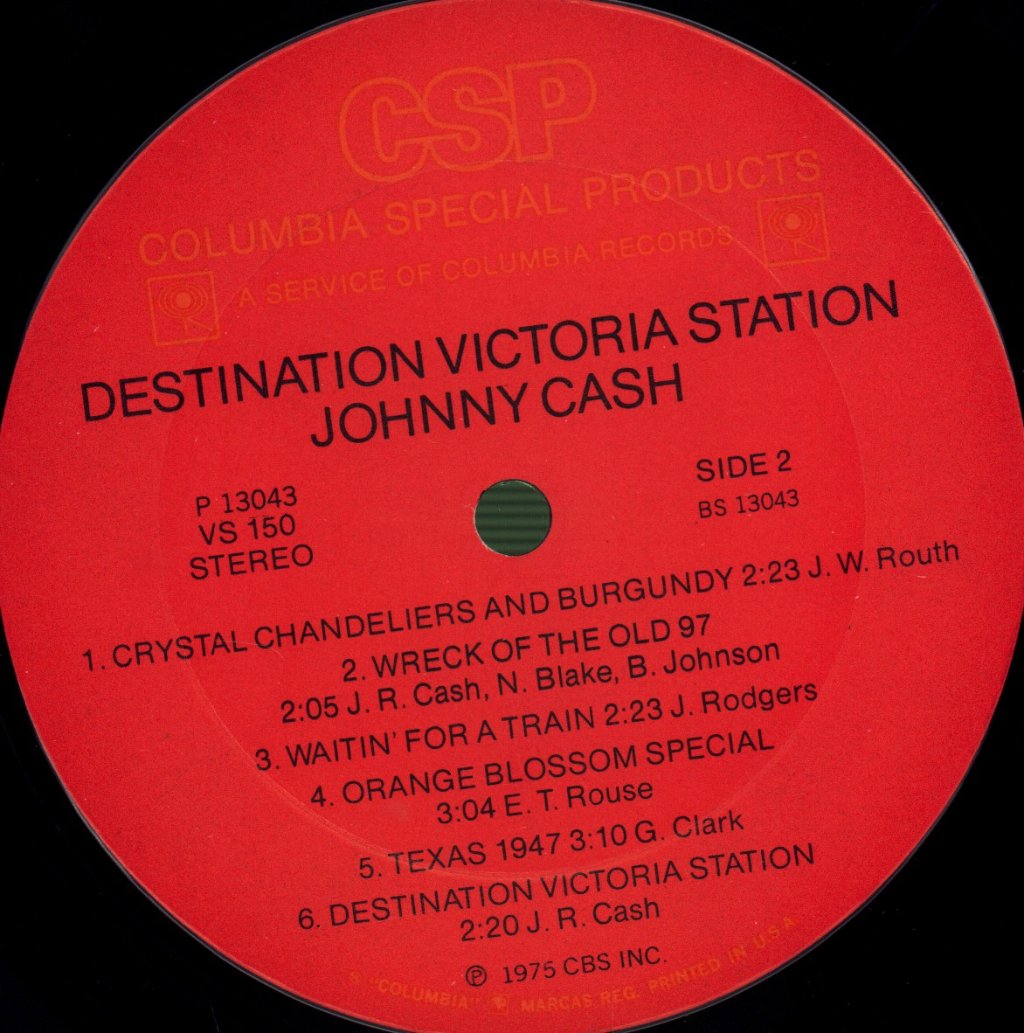 CSP
COLUMBIA SPECIAL PRODUCTS
A SERVICE OF COLUMBIA RECORDS
DESTINATION VICTORIA STATION
JOHNNY CASH
P 13043
VS 150
STEREO
SIDE 2
BS 13043
1. CRYSTAL CHANDELIERS AND BURGUNDY 2:23 J. W. Routh
2. WRECK OF THE OLD 97
2:05 J. R. Cash, N. Blake, B. Johnson
3. WAITIN' FOR A TRAIN 2:23 J. Rodgers
4. ORANGE BLOSSOM SPECIAL
3:04 E. T. Rouse
5. TEXAS 1947 3:10 G. Clark
6. DESTINATION VICTORIA STATION
2:20 J. R. Cash
℗ 1975 CBS INC.
"COLUMBIA" MARCAS REG. PRINTED IN U.S.A